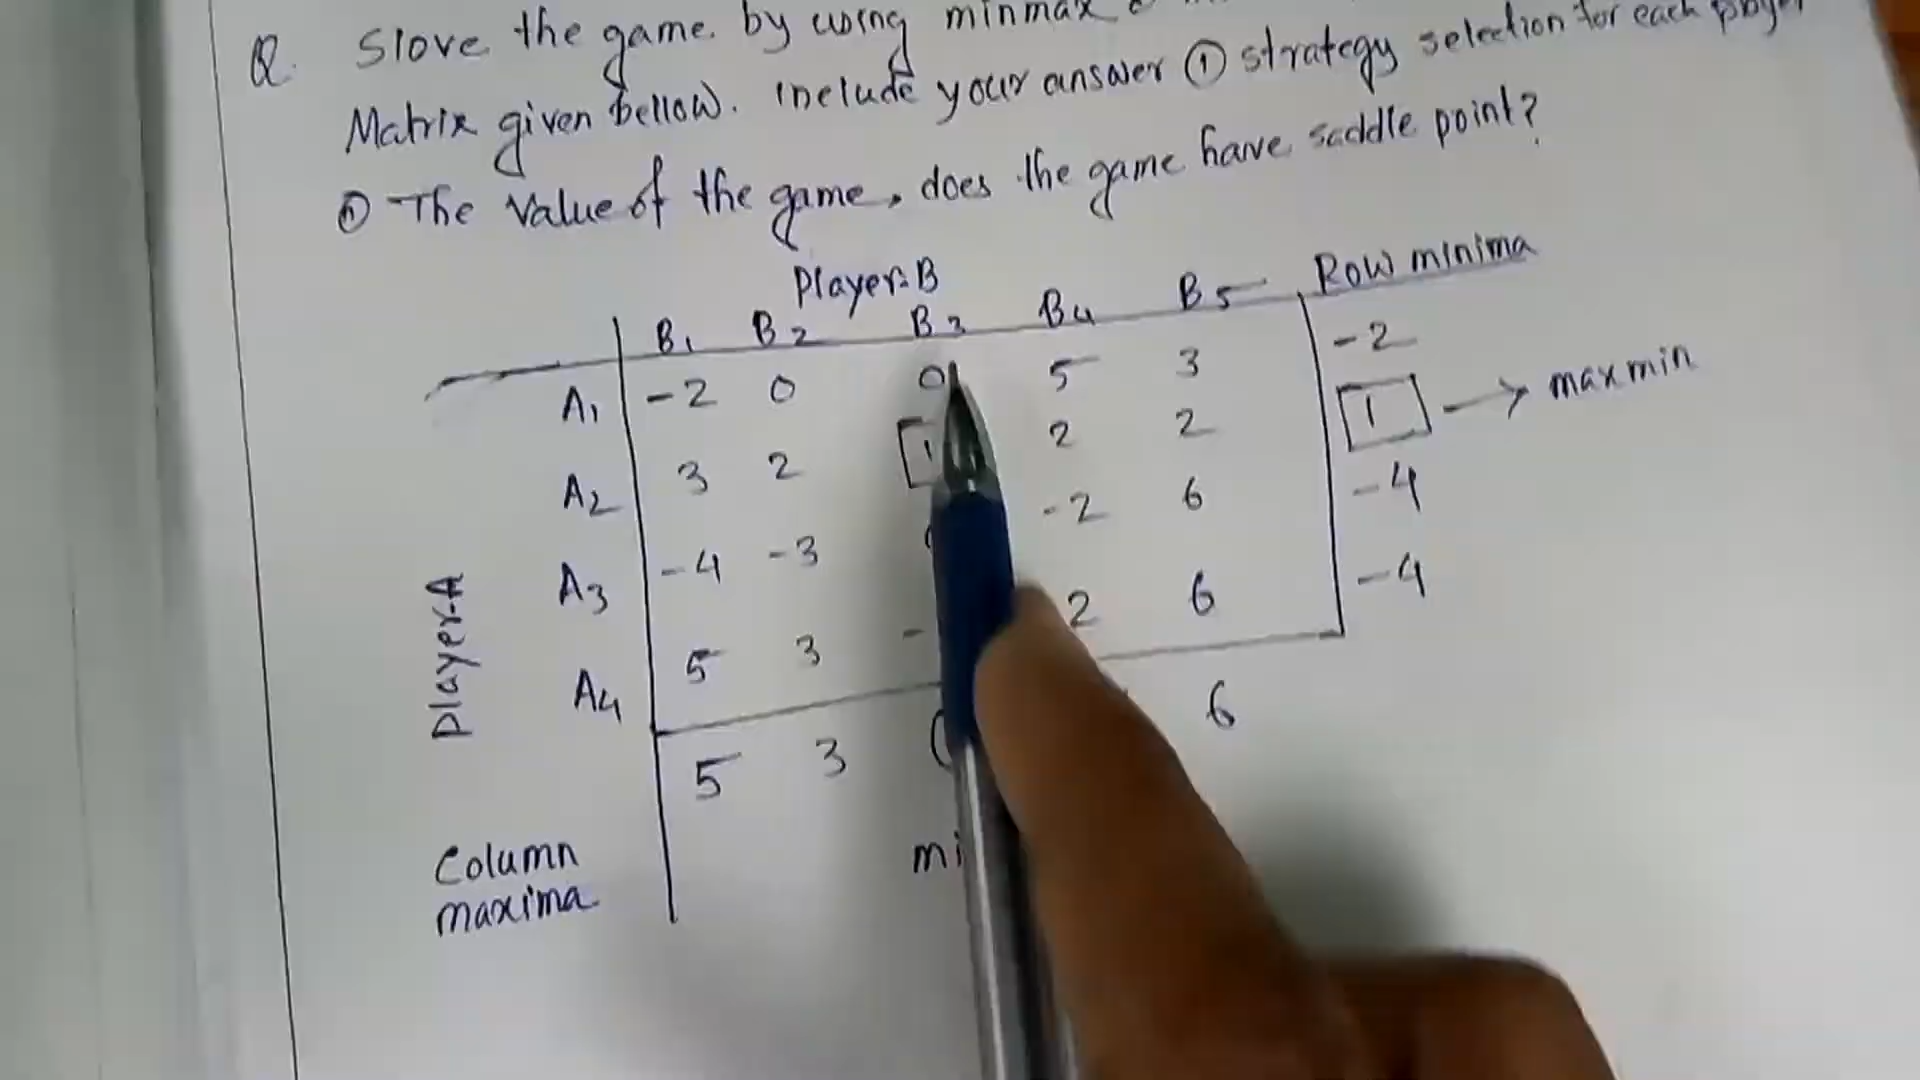 Q. Slove the game. by using minmax &
Matrix given bellow. Include your answer ① strategy selection for each player
ⓘⓘ The Value of the game, does the game have saddle point?
Player:B
B1 B2 B3 B4 B5 Row minima
A1 -2 0 0 5 3 -2
A2 3 2 1 2 2 1 → maxmin
A3 -4 -3 -2 6 -4
A4 5 3 - 2 6 -4
Player-A
5 3 6
Column
maxima